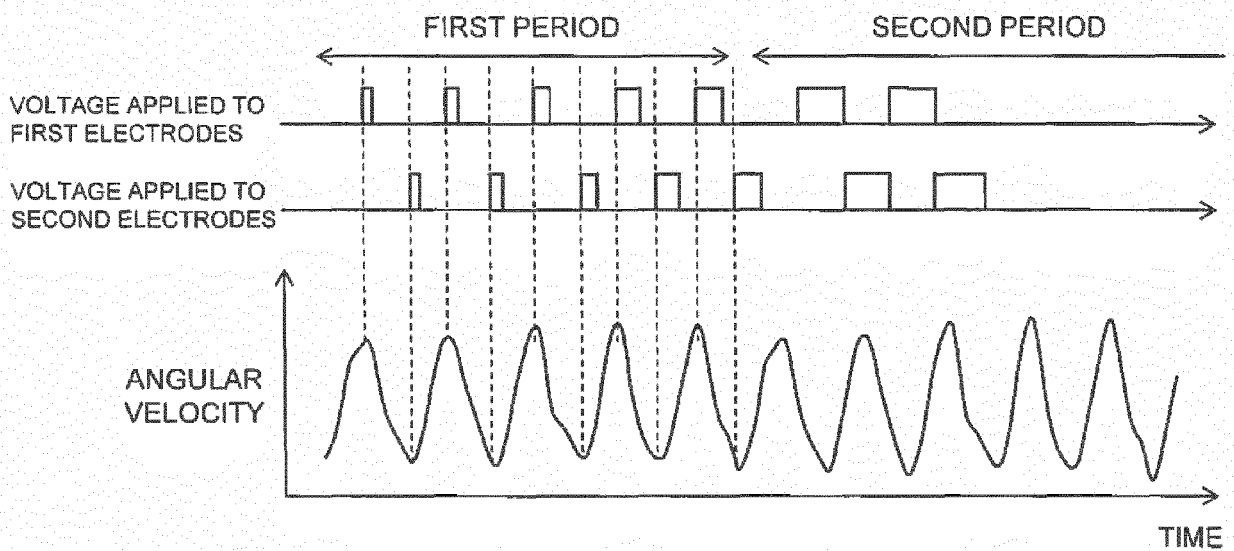 FIRST PERIOD
SECOND PERIOD
VOLTAGE APPLIED TO
FIRST ELECTRODES
VOLTAGE APPLIED TO
SECOND ELECTRODES
ANGULAR
VELOCITY
TIME